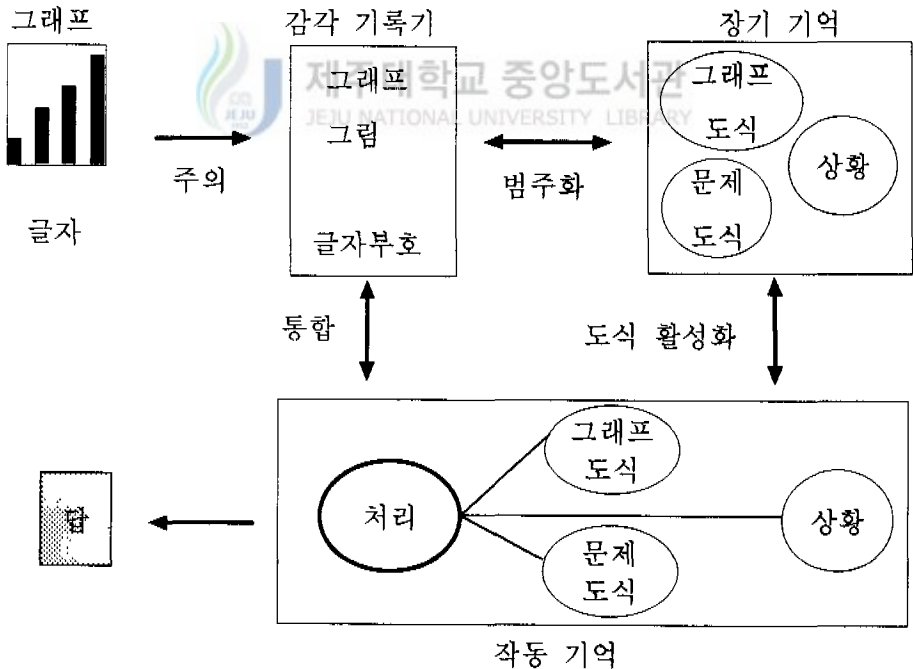 그래프
감각 기록기
장기 기억
그래프
그림
글자부호
제주대학교 중앙도서관
JEJU NATIONAL UNIVERSITY LIBRARY
JEJU
그래프
도식
문제
도식
상황
주의
범주화
글자
통합
도식 활성화
그래프
도식
처리
상황
문제
도식
답
작동 기억